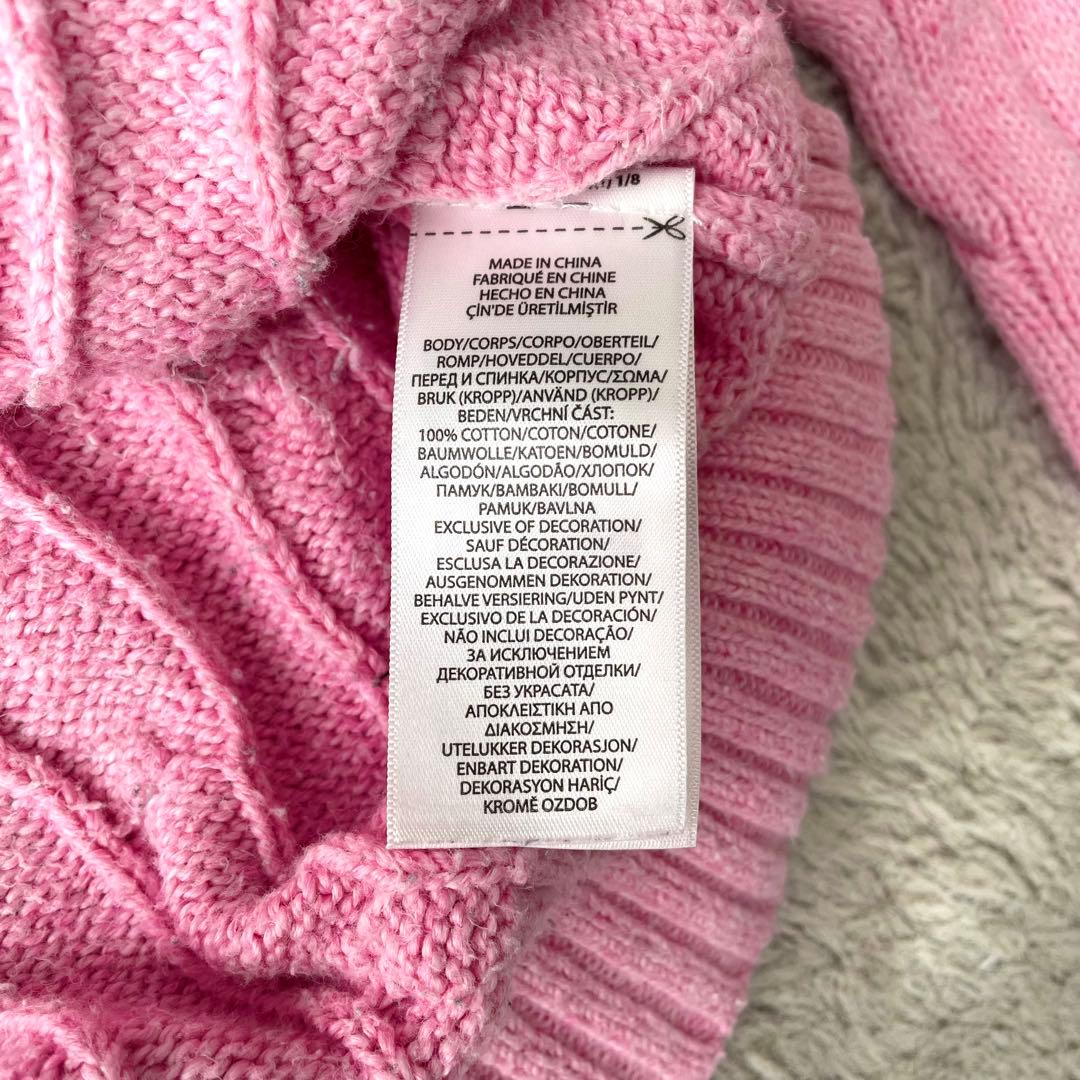 1/8
MADE IN CHINA
FABRIQUÉ EN CHINE
HECHO EN CHINA
ÇİN'DE ÜRETİLMİŞTİR
BODY/CORPS/CORPO/OBERTEIL/
ROMP/HOVEDDEL/CUERPO/
ПЕРЕД И СПИНКА/КОРПУС/ΣΩΜΑ/
BRUK (KROPP)/ANVÄND (KROPP)/
BEDEN/VRCHNÍ ČÁST:
100% COTTON/COTON/COTONE/
BAUMWOLLE/KATOEN/BOMULD/
ALGODÓN/ALGODÃO/ХЛОПОК/
ПАМУК/BAMBAKI/BOMULL/
PAMUK/BAVLNA
EXCLUSIVE OF DECORATION/
SAUF DÉCORATION/
ESCLUSA LA DECORAZIONE/
AUSGENOMMEN DEKORATION/
BEHALVE VERSIERING/UDEN PYNT/
EXCLUSIVO DE LA DECORACIÓN/
NÃO INCLUI DECORAÇÃO/
ЗА ИСКЛЮЧЕНИЕМ
ДЕКОРАТИВНОЙ ОТДЕЛКИ/
БЕЗ УКРАСАТА/
ΑΠΟΚΛΕΙΣΤΙΚΗ ΑΠΟ
ΔΙΑΚΟΣΜΗΣΗ/
UTELUKKER DEKORASJON/
ENBART DEKORATION/
DEKORASYON HARİÇ/
KROMĚ OZDOB